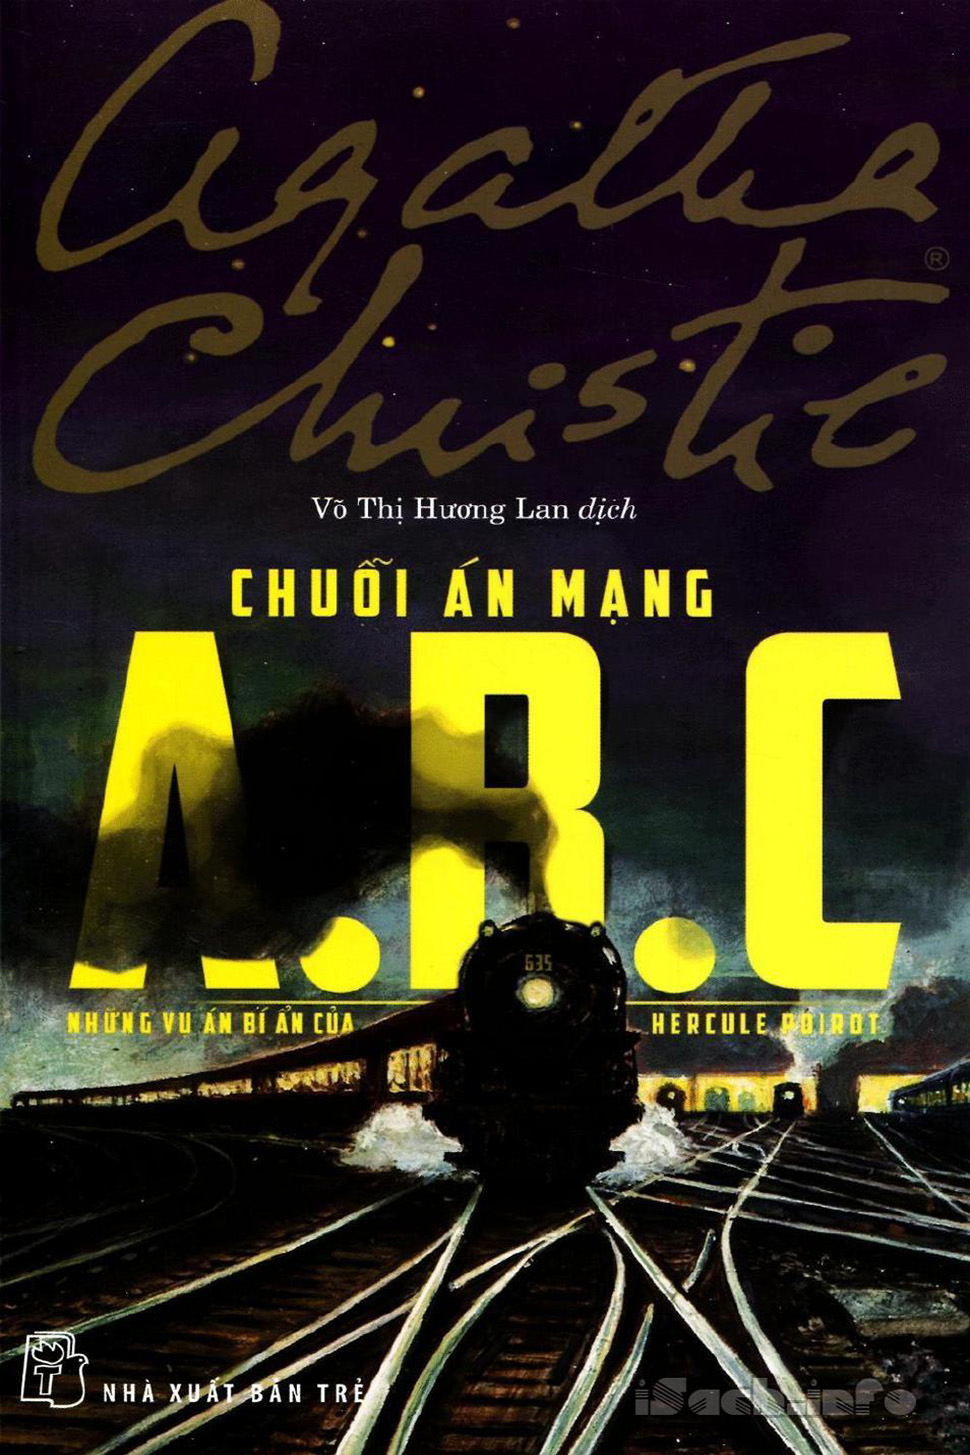 Agatha
Christie
®
Võ Thị Hương Lan dịch
CHUỖI ÁN MẠNG
A.B.C
635
NHỮNG VỤ ÁN BÍ ẨN CỦA HERCULE POIROT
NHÀ XUẤT BẢN TRẺ
iSach.info